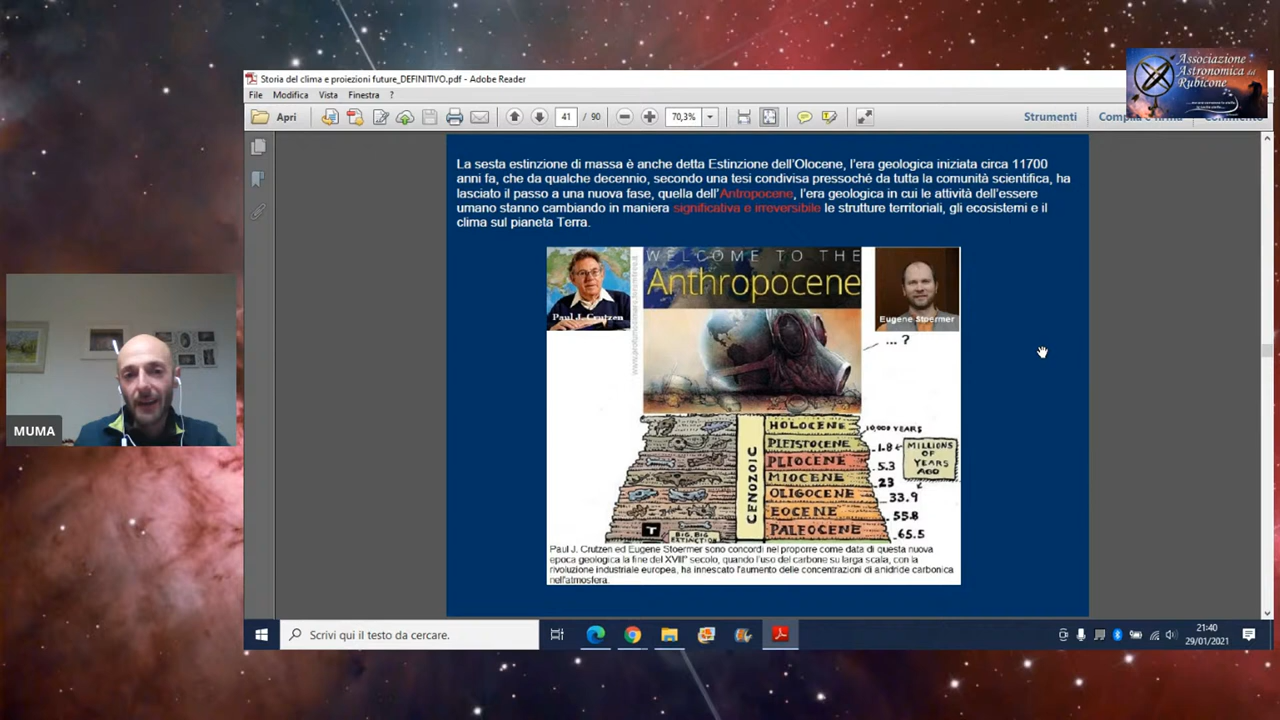 Associazione
Astronomica del
Rubicone
Storia del clima e proiezioni future_DEFINITIVO.pdf - Adobe Reader
File Modifica Vista Finestra ?
Apri
41 / 90
70,3%
Strumenti
La sesta estinzione di massa è anche detta Estinzione dell'Olocene, l'era geologica iniziata circa 11700
anni fa, che da qualche decennio, secondo una tesi condivisa pressoché da tutta la comunità scientifica, ha
lasciato il passo a una nuova fase, quella dell'Antropocene, l'era geologica in cui le attività dell'essere
umano stanno cambiando in maniera significativa e irreversibile le strutture territoriali, gli ecosistemi e il
clima sul pianeta Terra.
WELCOME TO THE
Anthropocene
Paul J. Crutzen
Eugene Stoermer
... ?
MUMA
CENOZOIC
HOLOCENE
10,000 YEARS
PLEISTOCENE
1.8
PLIOCENE
5.3
MIOCENE
23
OLIGOCENE
33.9
EOCENE
55.8
PALEOCENE
65.5
MILLIONS
OF
YEARS
AGO
T
BIG, BIG
EXTINCTION
Paul J. Crutzen ed Eugene Stoermer sono concordi nel proporre come data di questa nuova
epoca geologica la fine del XVIII° secolo, quando l'uso del carbone su larga scala, con la
rivoluzione industriale europea, ha innescato l'aumento delle concentrazioni di anidride carbonica
nell'atmosfera.
Scrivi qui il testo da cercare.
21:40
29/01/2021